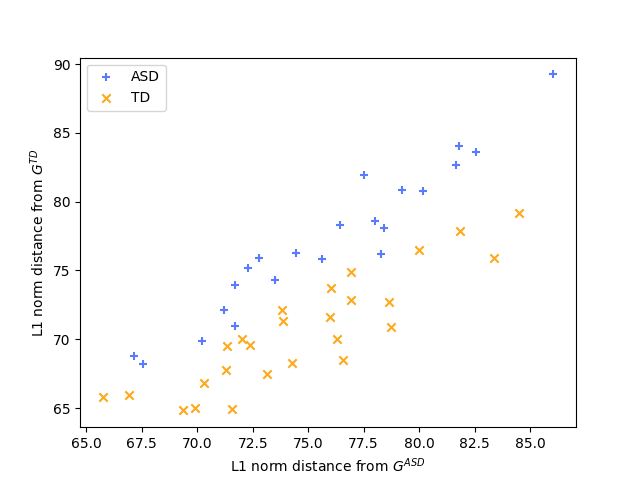 ASD
TD
90
85
80
75
70
65
L1 norm distance from G^{TD}
65.0 67.5 70.0 72.5 75.0 77.5 80.0 82.5 85.0
L1 norm distance from G^{ASD}